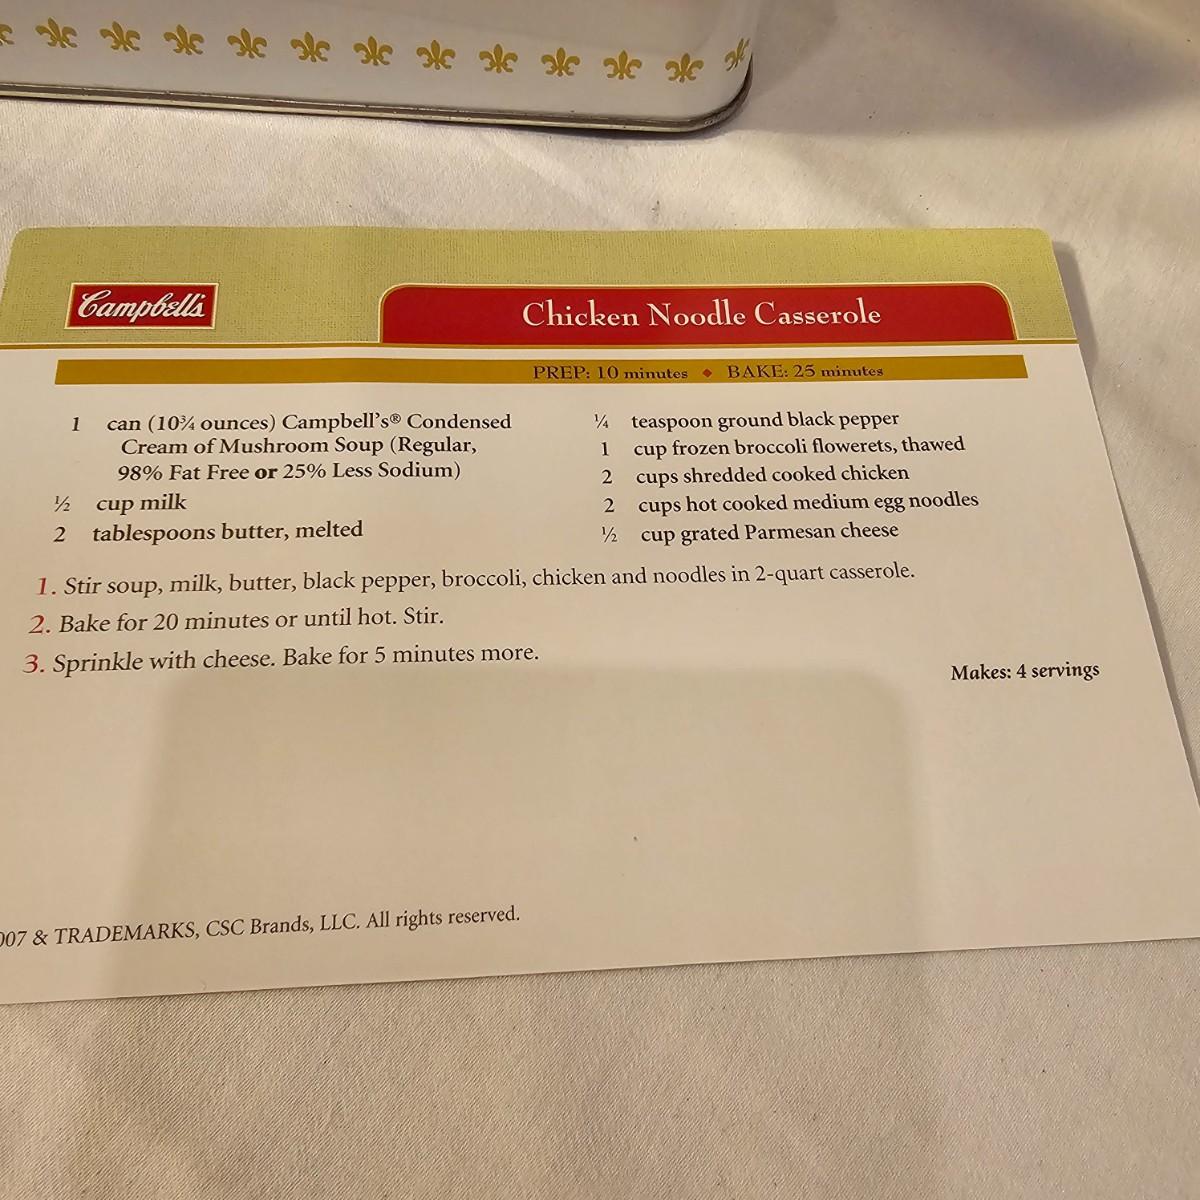 Campbell's
Chicken Noodle Casserole
PREP: 10 minutes ♦ BAKE: 25 minutes
1 can (10¾ ounces) Campbell's® Condensed
Cream of Mushroom Soup (Regular,
98% Fat Free or 25% Less Sodium)
½ cup milk
2 tablespoons butter, melted
¼ teaspoon ground black pepper
1 cup frozen broccoli flowerets, thawed
2 cups shredded cooked chicken
2 cups hot cooked medium egg noodles
½ cup grated Parmesan cheese
1. Stir soup, milk, butter, black pepper, broccoli, chicken and noodles in 2-quart casserole.
2. Bake for 20 minutes or until hot. Stir.
3. Sprinkle with cheese. Bake for 5 minutes more.
Makes: 4 servings
007 & TRADEMARKS, CSC Brands, LLC. All rights reserved.